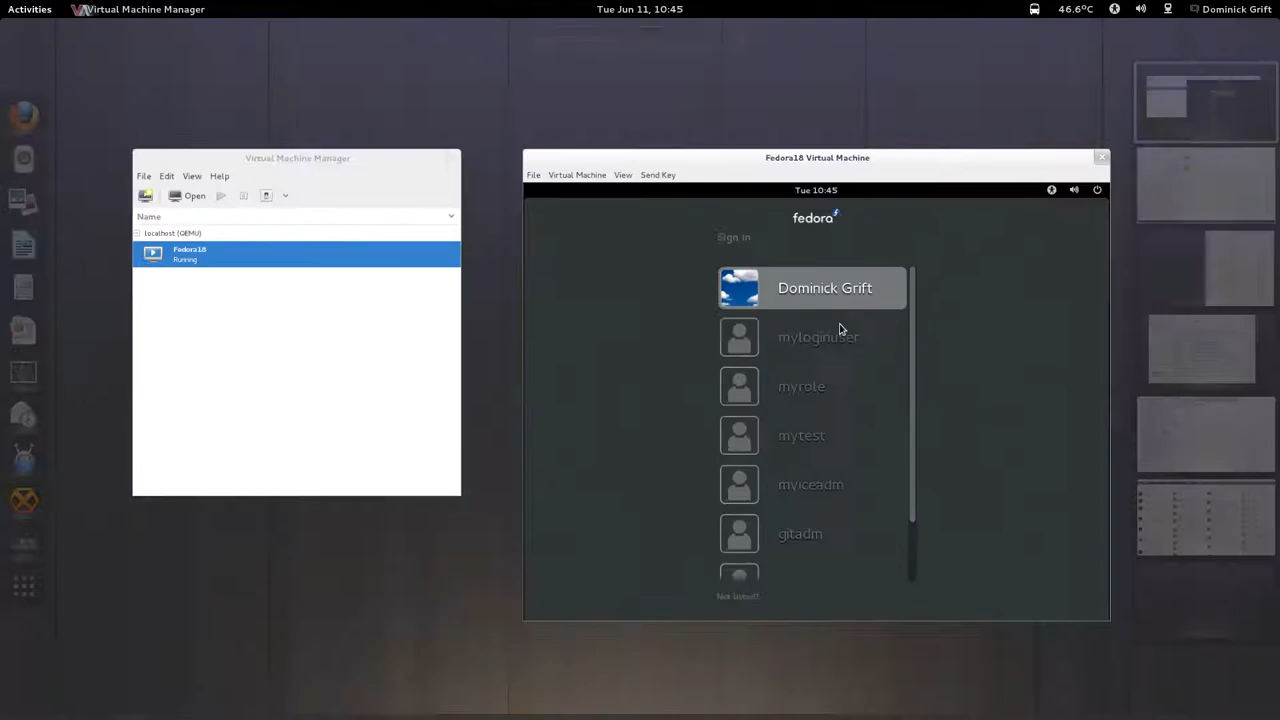 Activities Virtual Machine Manager Tue Jun 11, 10:45 46.6ºC Dominick Grift
Virtual Machine Manager
File Edit View Help
Open
Name
localhost (QEMU)
Fedora18
Running
Fedora18 Virtual Machine
File Virtual Machine View Send Key
Tue 10:45
fedora
Sign in
Dominick Grift
myloginuser
myrole
mytest
myiceadm
gitadm
Not listed?